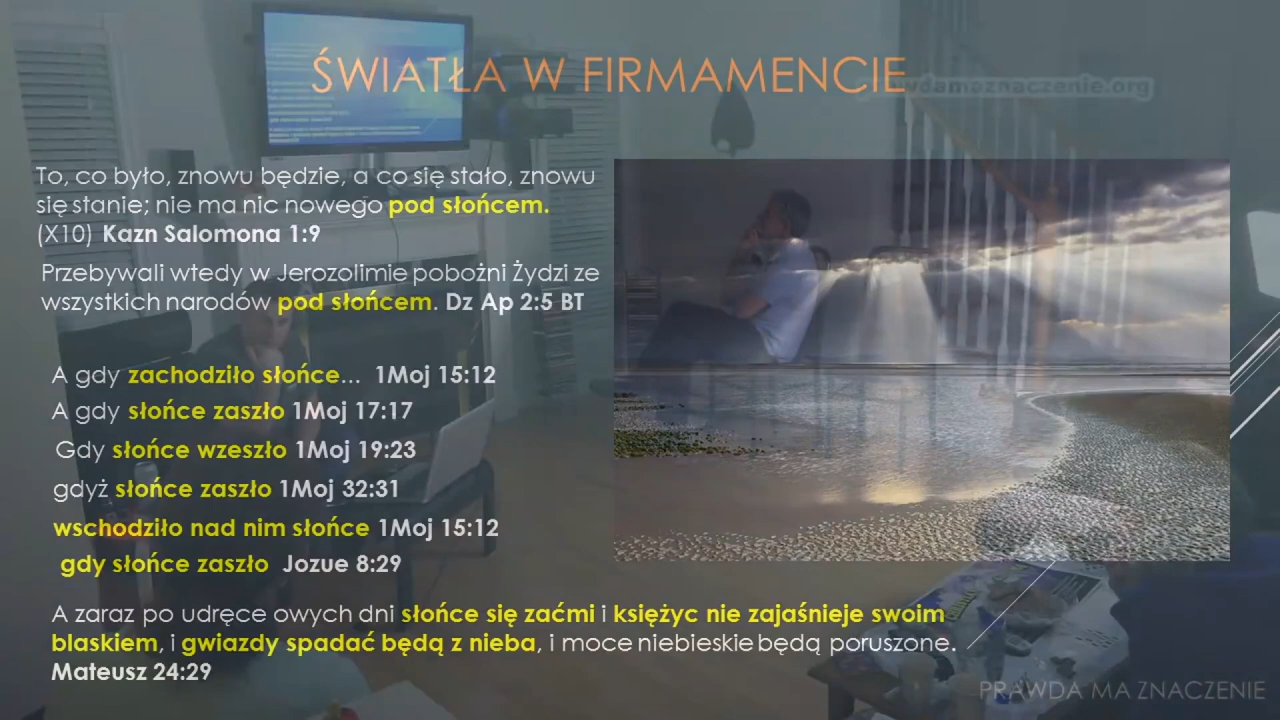 ŚWIATŁA W FIRMAMENCIE
wdamoznaczenie.org
To, co było, znowu będzie, a co się stało, znowu
się stanie; nie ma nic nowego pod słońcem.
(X10) Kazn Salomona 1:9
Przebywali wtedy w Jerozolimie pobożni Żydzi ze
wszystkich narodów pod słońcem. Dz Ap 2:5 BT
A gdy zachodziło słońce... 1Moj 15:12
A gdy słońce zaszło 1Moj 17:17
Gdy słońce wzeszło 1Moj 19:23
gdyż słońce zaszło 1Moj 32:31
wschodziło nad nim słońce 1Moj 15:12
gdy słońce zaszło Jozue 8:29
A zaraz po udręce owych dni słońce się zaćmi i księżyc nie zajaśnieje swoim
blaskiem, i gwiazdy spadać będą z nieba, i moce niebieskie będą poruszone.
Mateusz 24:29
PRAWDA MA ZNACZENIE